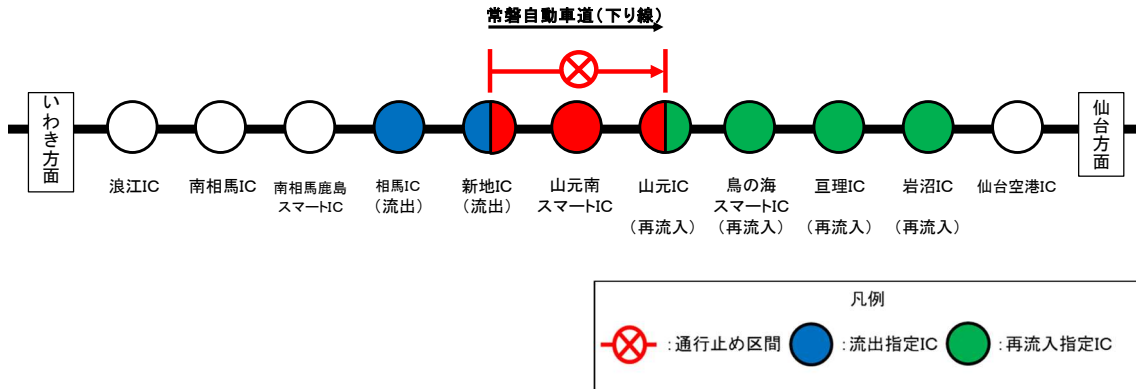 常磐自動車道(下り線)
いわき方面
仙台方面
浪江IC
南相馬IC
南相馬鹿島
スマートIC
相馬IC
(流出)
新地IC
(流出)
山元南
スマートIC
山元IC
(再流入)
鳥の海
スマートIC
(再流入)
亘理IC
(再流入)
岩沼IC
(再流入)
仙台空港IC
凡例
:通行止め区間
:流出指定IC
:再流入指定IC